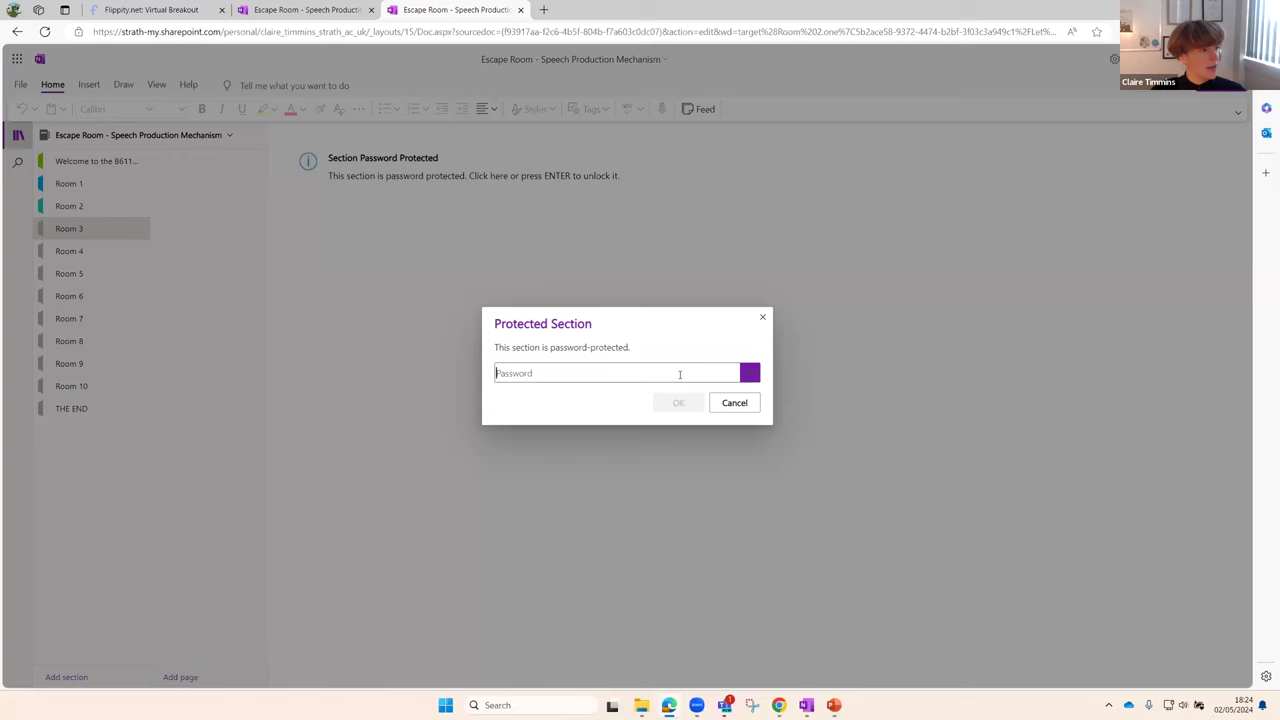 Flippity.net: Virtual Breakout
Escape Room - Speech Productio
Escape Room - Speech Productio
https://strath-my.sharepoint.com/personal/claire_timmins_strath_ac_uk/_layouts/15/Doc.aspx?sourcedoc={f93917aa-f2c6-4b5f-804b-f7a603c0dc07}&action=edit&wd=target%28Room%202.one%7C5b2ace58-9372-4474-b2bf-3f03c3a949c1%2FLet%...
Claire Timmins
Escape Room - Speech Production Mechanism
File Home Insert Draw View Help Tell me what you want to do
Calibri B I U A Styles Tags abc Feed
Escape Room - Speech Production Mechanism
Welcome to the B611...
Room 1
Room 2
Room 3
Room 4
Room 5
Room 6
Room 7
Room 8
Room 9
Room 10
THE END
Section Password Protected
This section is password protected. Click here or press ENTER to unlock it.
Protected Section
This section is password-protected.
Password
OK Cancel
Add section Add page
Search
zoom
1
18:24
02/05/2024